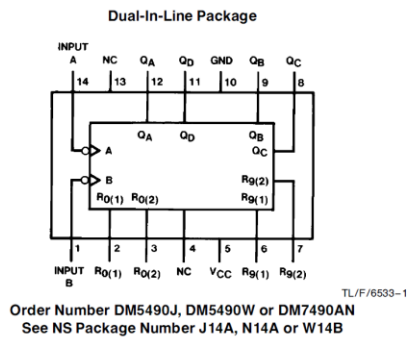 Dual-In-Line Package
INPUT
A NC QA QD GND QB QC
14 13 12 11 10 9 8
QA QD QB
QC
A
B R9(2)
R0(1) R0(2) R9(1)
1 2 3 4 5 6 7
INPUT
B R0(1) R0(2) NC VCC R9(1) R9(2)
TL/F/6533–1
Order Number DM5490J, DM5490W or DM7490AN
See NS Package Number J14A, N14A or W14B